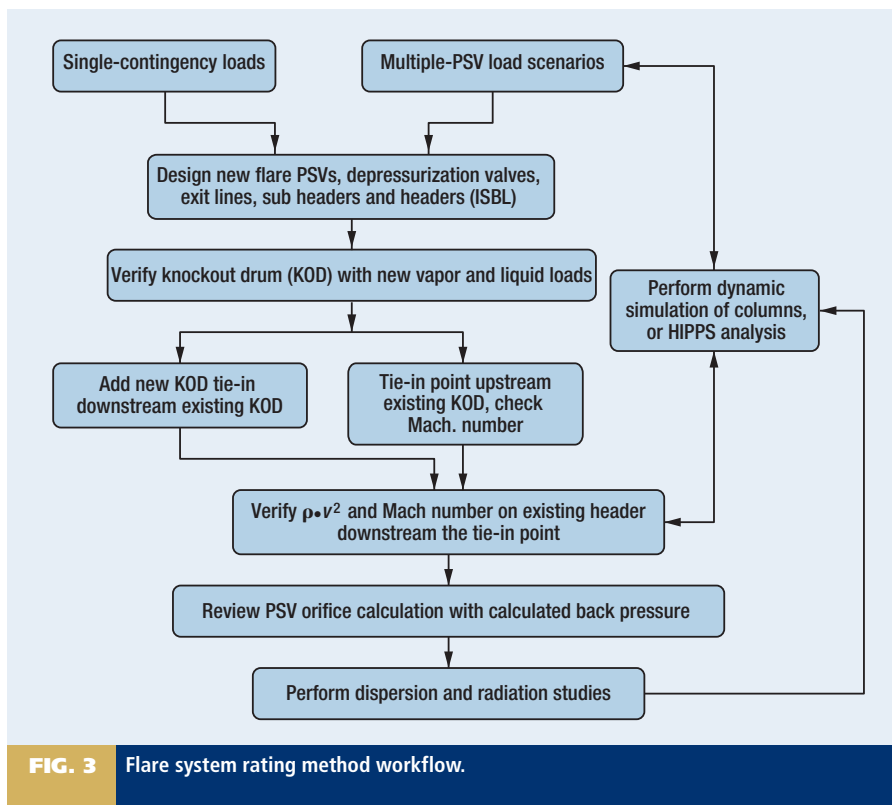 Single-contingency loads
Multiple-PSV load scenarios
Design new flare PSVs, depressurization valves,
exit lines, sub headers and headers (ISBL)
Verify knockout drum (KOD) with new vapor and liquid loads
Perform dynamic
simulation of columns,
or HIPPS analysis
Add new KOD tie-in
downstream existing KOD
Tie-in point upstream
existing KOD, check
Mach. number
Verify ρ•v² and Mach number on existing header
downstream the tie-in point
Review PSV orifice calculation with calculated back pressure
Perform dispersion and radiation studies
FIG. 3 Flare system rating method workflow.